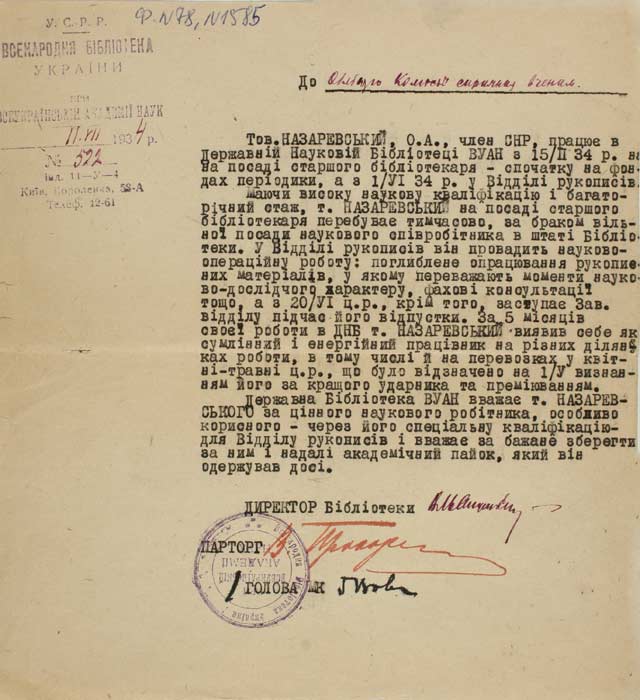 У. С. Р. Р.
Ф. N78, N1585
ВСЕНАРОДНЯ БІБЛІОТЕКА
УКРАЇНИ
ПРИ
ВСЕУКРАЇНСЬКІЙ АКАДЕМІЇ НАУК
11.VII 1934 р.
№ 522
Київ, Короленка, 58-А
Телеф. 12-61
До Комісії сприяння вченим.
Тов.НАЗАРЕВСЬКИЙ, О.А., член СНР, працює в
Державній Науковій Бібліотеці ВУАН з 15/ІІ 34 р. на
на посаді старшого бібліотекаря - спочатку на фон-
дах періодики, а з 1/УІ 34 р. у Відділі рукописів.
Маючи високу наукову кваліфікацію і багато-
річний стаж, т. НАЗАРЕВСЬКИЙ на посаді старшого
бібліотекаря перебуває тимчасово, за браком віль-
ної посади наукового співробітника в штаті Бібліо-
теки. У Відділі рукописів він провадить науково-
операційну роботу: поглиблене опрацювання рукопис-
них матеріалів, у якому переважають моменти науко-
во-дослідчого характеру, фахові консультації
тощо, а з 20/УІ ц.р., крім того, заступає Зав.
відділу підчас його відпустки. За 5 місяців
своєї роботи в ДНБ т. НАЗАРЕВСЬКИЙ виявив себе як
сумлінний і енергійний працівник на різних ділян-
ках роботи, в тому числі й на перевозках у квіт-
ні-травні ц.р., що було відзначено на 1/У визнан-
ням його за кращого ударника та преміюванням.
Державна Бібліотека ВУАН вважає т. НАЗАРЕВ-
СЬКОГО за цінного наукового робітника, особливо
корисного - через його спеціальну кваліфікацію-
для Відділу рукописів і вважає за бажане зберегти
за ним і надалі академічний пайок, який він
одержував досі.
ДИРЕКТОР Бібліотеки
ПАРТОРГ
ГОЛОВА МК